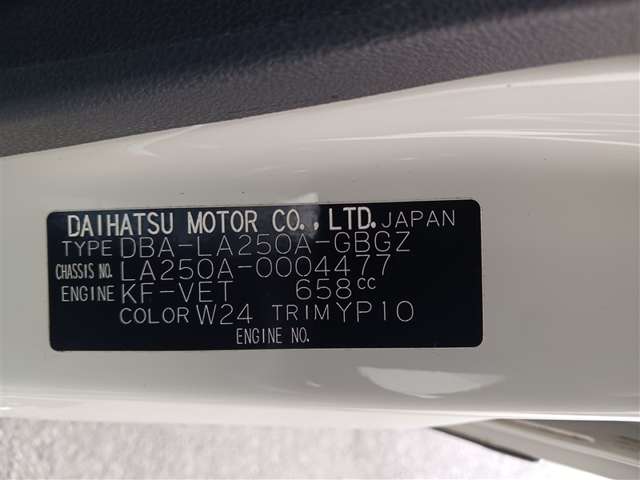 DAIHATSU MOTOR CO.,LTD. JAPAN
TYPE DBA-LA250A-GBGZ
CHASSIS NO. LA250A-0004477
ENGINE KF-VET 658cc
COLOR W24 TRIM YP10
ENGINE NO.